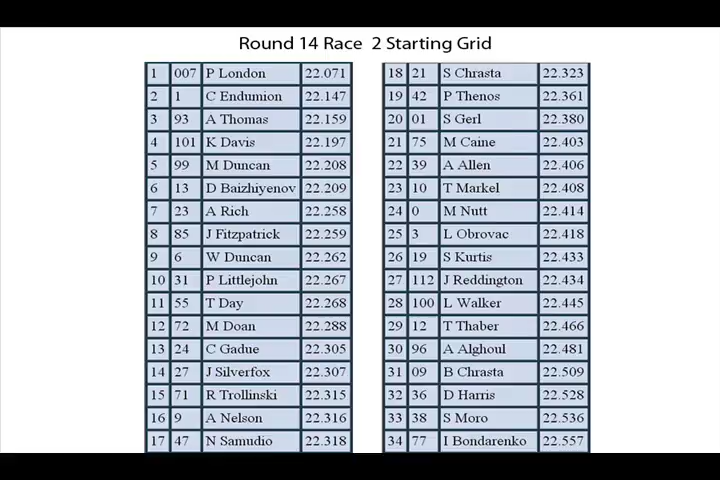 Round 14 Race 2 Starting Grid
1 007 P London 22.071
2 1 C Endumion 22.147
3 93 A Thomas 22.159
4 101 K Davis 22.197
5 99 M Duncan 22.208
6 13 D Baizhiyenov 22.209
7 23 A Rich 22.258
8 85 J Fitzpatrick 22.259
9 6 W Duncan 22.262
10 31 P Littlejohn 22.267
11 55 T Day 22.268
12 72 M Doan 22.288
13 24 C Gadue 22.305
14 27 J Silverfox 22.307
15 71 R Trollinski 22.315
16 9 A Nelson 22.316
17 47 N Samudio 22.318
18 21 S Chrasta 22.323
19 42 P Thenos 22.361
20 01 S Gerl 22.380
21 75 M Caine 22.403
22 39 A Allen 22.406
23 10 T Markel 22.408
24 0 M Nutt 22.414
25 3 L Obrovac 22.418
26 19 S Kurtis 22.433
27 112 J Reddington 22.434
28 100 L Walker 22.445
29 12 T Thaber 22.466
30 96 A Alghoul 22.481
31 09 B Chrasta 22.509
32 36 D Harris 22.528
33 38 S Moro 22.536
34 77 I Bondarenko 22.557